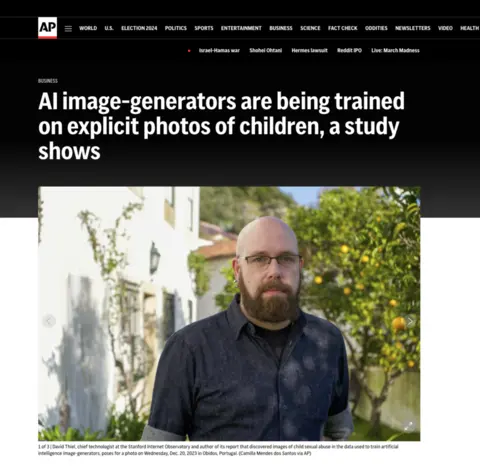 AP
WORLD U.S. ELECTION 2024 POLITICS SPORTS ENTERTAINMENT BUSINESS SCIENCE FACT CHECK ODDITIES NEWSLETTERS VIDEO HEALTH
Israel-Hamas war Shohei Ohtani Hermes lawsuit Reddit IPO Live: March Madness
BUSINESS
AI image-generators are being trained
on explicit photos of children, a study
shows
1 of 3 | David Thiel, chief technologist at the Stanford Internet Observatory and author of its report that discovered images of child sexual abuse in the data used to train artificial
intelligence image-generators, poses for a photo on Wednesday, Dec. 20, 2023 in Obidos, Portugal. (Camilla Mendes dos Santos via AP)